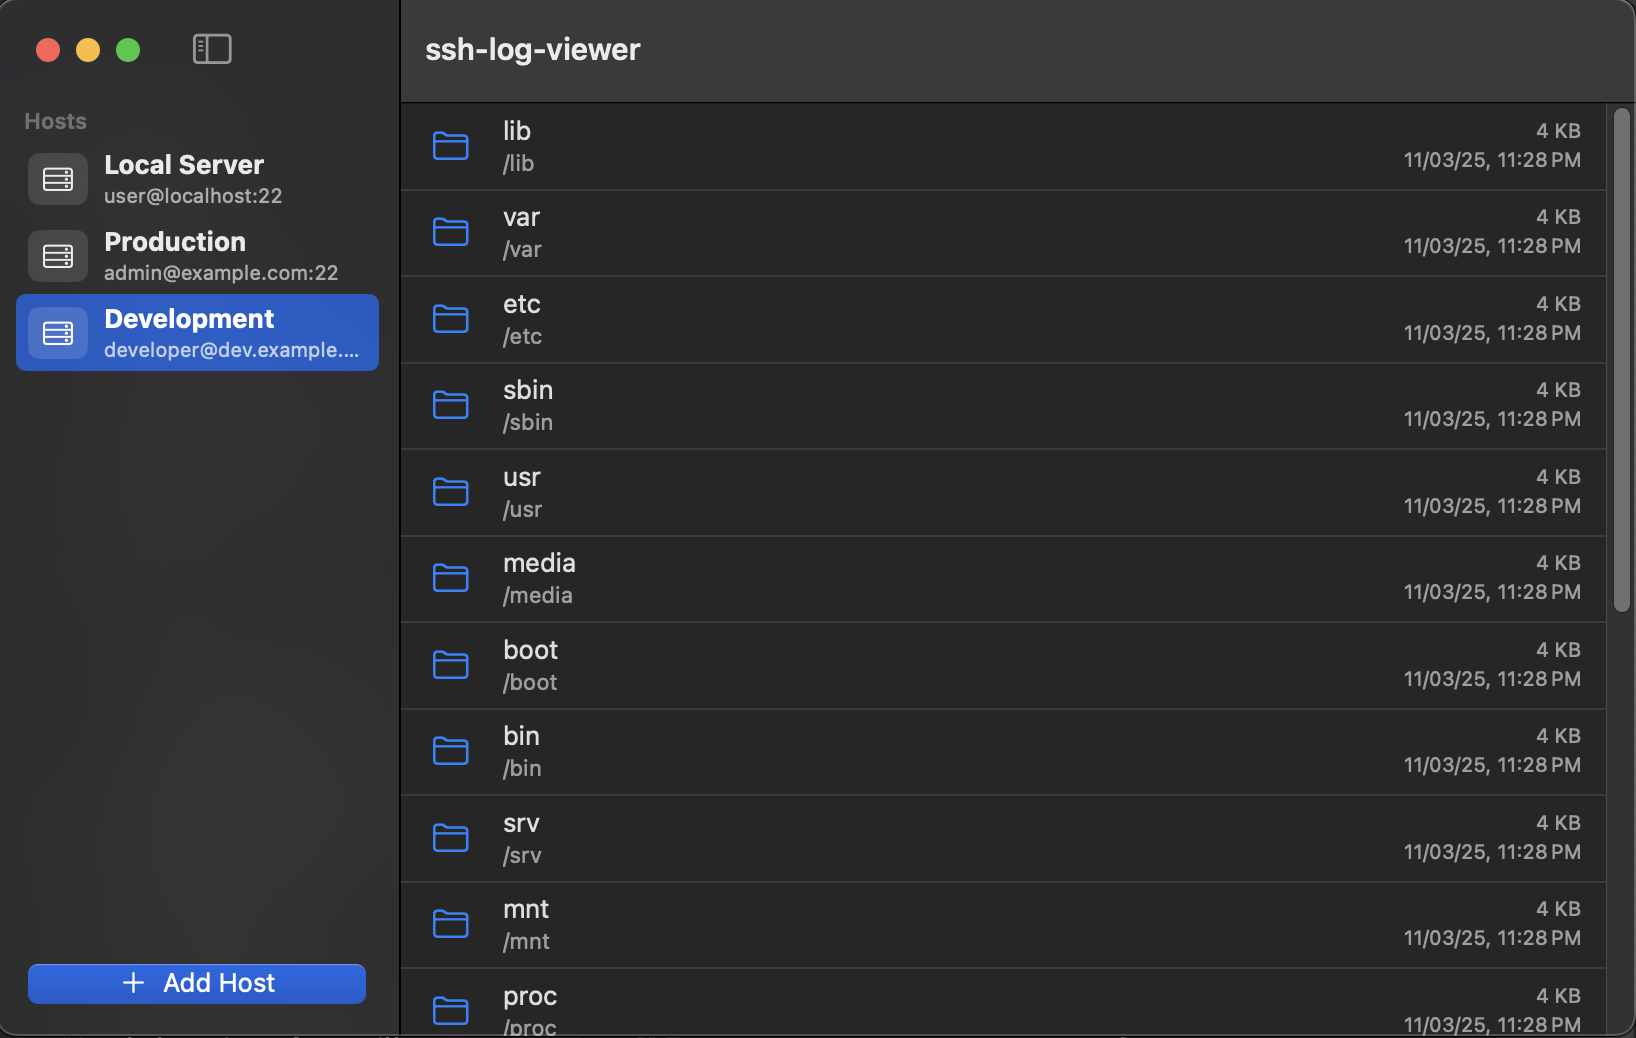 ssh-log-viewer
Hosts
Local Server
user@localhost:22
Production
admin@example.com:22
Development
developer@dev.example....
+ Add Host
lib
/lib
4 KB
11/03/25, 11:28 PM
var
/var
4 KB
11/03/25, 11:28 PM
etc
/etc
4 KB
11/03/25, 11:28 PM
sbin
/sbin
4 KB
11/03/25, 11:28 PM
usr
/usr
4 KB
11/03/25, 11:28 PM
media
/media
4 KB
11/03/25, 11:28 PM
boot
/boot
4 KB
11/03/25, 11:28 PM
bin
/bin
4 KB
11/03/25, 11:28 PM
srv
/srv
4 KB
11/03/25, 11:28 PM
mnt
/mnt
4 KB
11/03/25, 11:28 PM
proc
/proc
4 KB
11/03/25, 11:28 PM